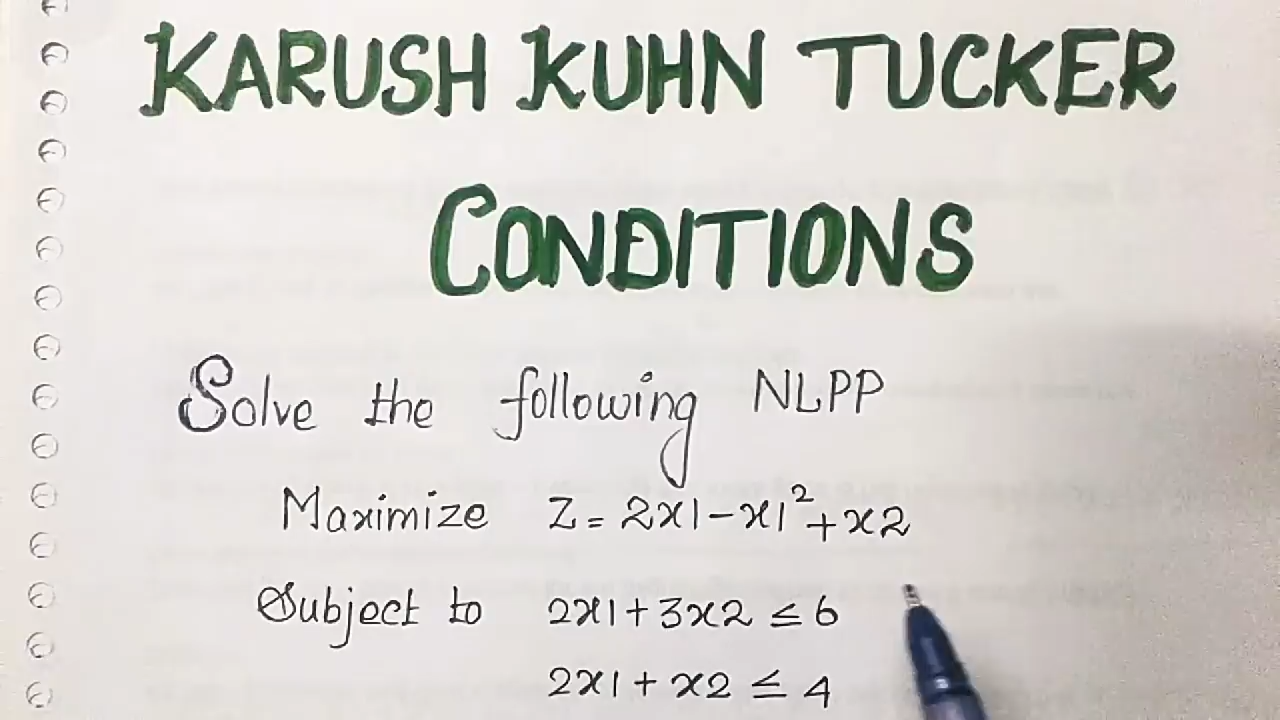 KARUSH KUHN TUCKER
CONDITIONS
Solve the following NLPP
Maximize Z = 2x1 - x1² + x2
Subject to 2x1 + 3x2 ≤ 6
2x1 + x2 ≤ 4